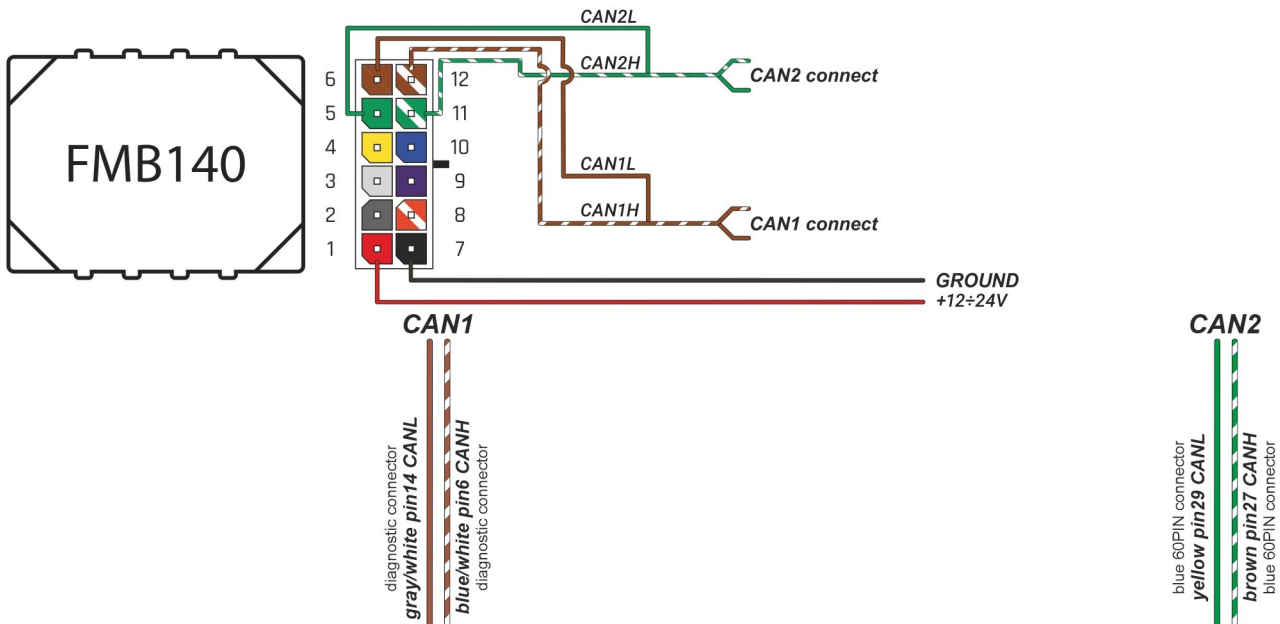 CAN2L
CAN2H
CAN2 connect
FMB140
6 12
5 11
4 10
3 9
2 8
1 7
CAN1L
CAN1H
CAN1 connect
GROUND
+12÷24V
CAN1
diagnostic connector
gray/white pin14 CANL
blue/white pin6 CANH
diagnostic connector
CAN2
blue 60PIN connector
yellow pin29 CANL
brown pin27 CANH
blue 60PIN connector